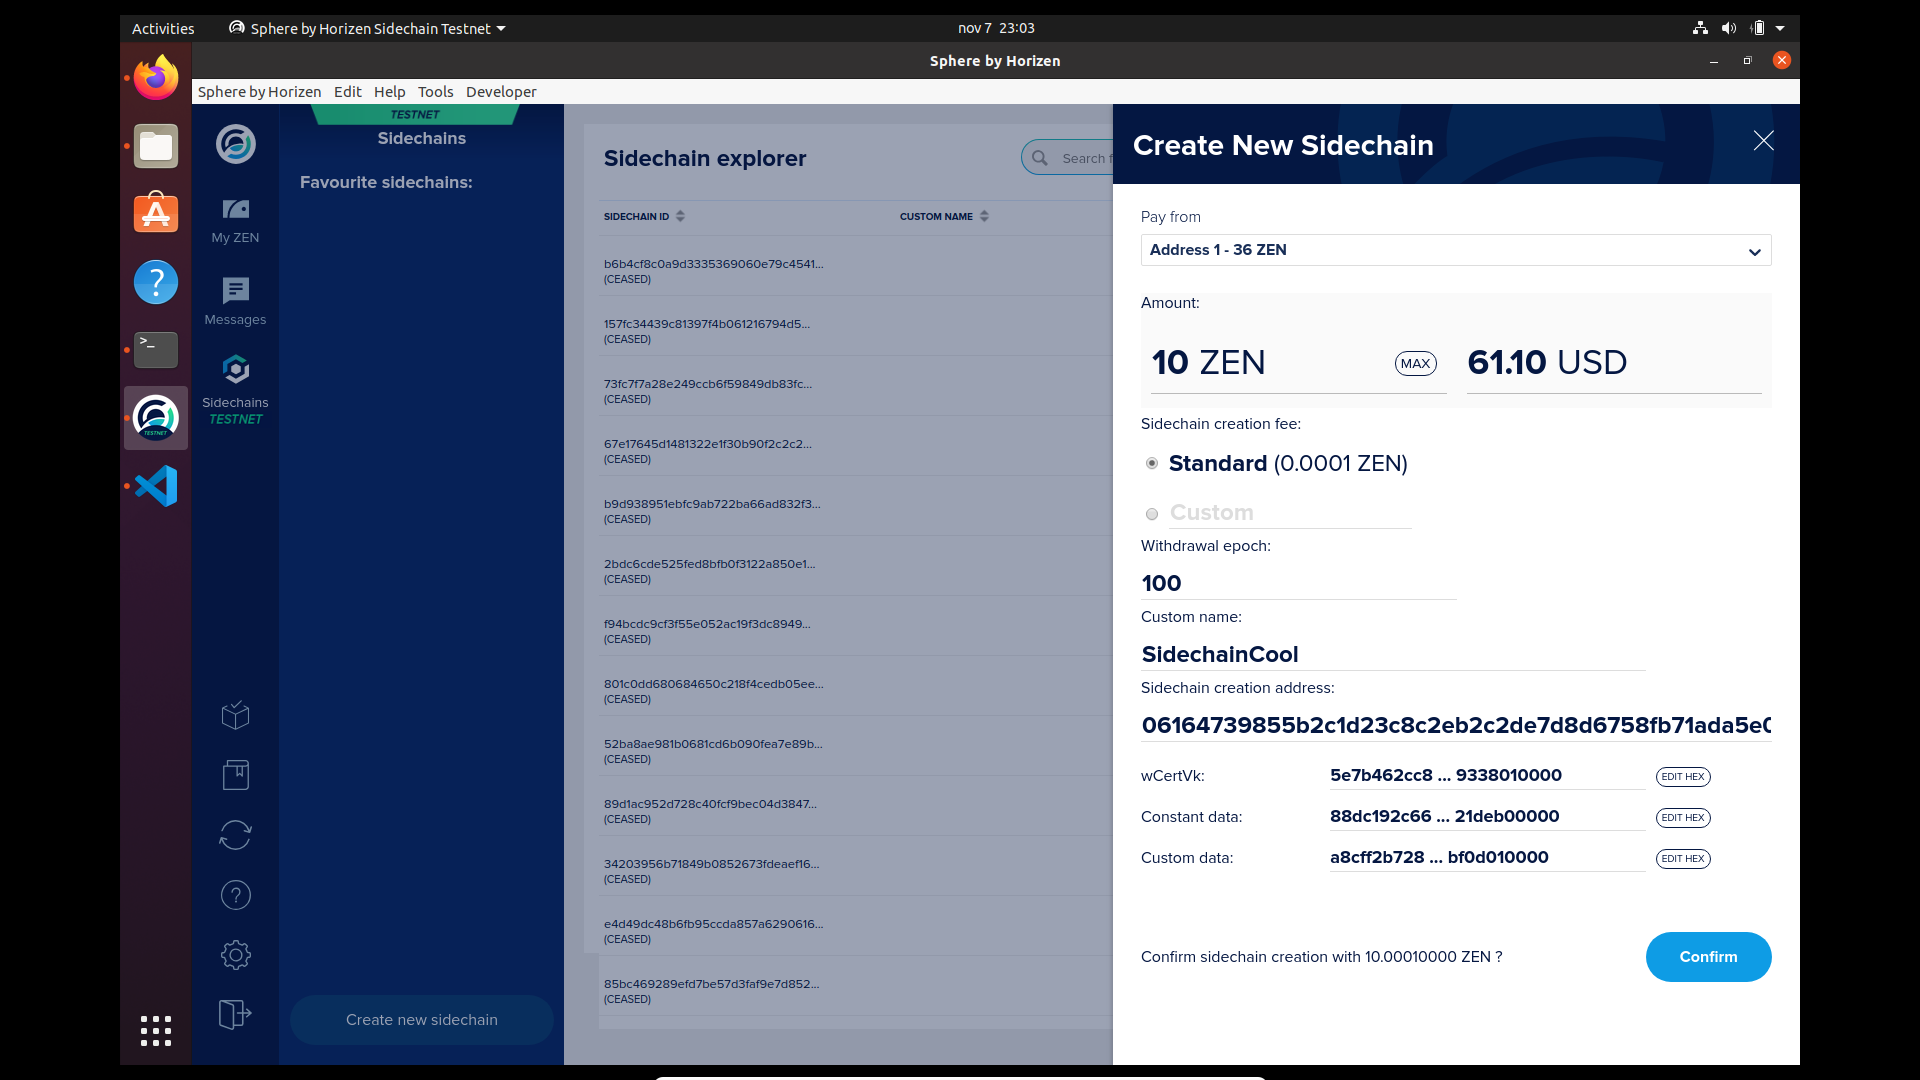 Activities
Sphere by Horizen Sidechain Testnet
nov 7 23:03
Sphere by Horizen
Sphere by Horizen Edit Help Tools Developer
TESTNET
Sidechains
Favourite sidechains:
My ZEN
Messages
Sidechains
TESTNET
Create new sidechain
Sidechain explorer
Search f
SIDECHAIN ID
CUSTOM NAME
b6b4cf8c0a9d3335369060e79c4541...
(CEASED)
157fc34439c81397f4b061216794d5...
(CEASED)
73fc7f7a28e249ccb6f59849db83fc...
(CEASED)
67e17645d1481322e1f30b90f2c2c2...
(CEASED)
b9d938951ebfc9ab722ba66ad832f3...
(CEASED)
2bdc6cde525fed8bfb0f3122a850e1...
(CEASED)
f94bcdc9cf3f55e052ac19f3dc8949...
(CEASED)
801c0dd680684650c218f4cedb05ee...
(CEASED)
52ba8ae981b0681cd6b090fea7e89b...
(CEASED)
89d1ac952d728c40fcf9bec04d3847...
(CEASED)
34203956b71849b0852673fdeaef16...
(CEASED)
e4d49dc48b6fb95ccda857a6290616...
(CEASED)
85bc469289efd7be57d3faf9e7d852...
(CEASED)
Create New Sidechain
Pay from
Address 1 - 36 ZEN
Amount:
10 ZEN MAX 61.10 USD
Sidechain creation fee:
Standard (0.0001 ZEN)
Custom
Withdrawal epoch:
100
Custom name:
SidechainCool
Sidechain creation address:
06164739855b2c1d23c8c2eb2c2de7d8d6758fb71ada5e0
wCertVk: 5e7b462cc8 ... 9338010000 EDIT HEX
Constant data: 88dc192c66 ... 21deb00000 EDIT HEX
Custom data: a8cff2b728 ... bf0d010000 EDIT HEX
Confirm sidechain creation with 10.00010000 ZEN ?
Confirm